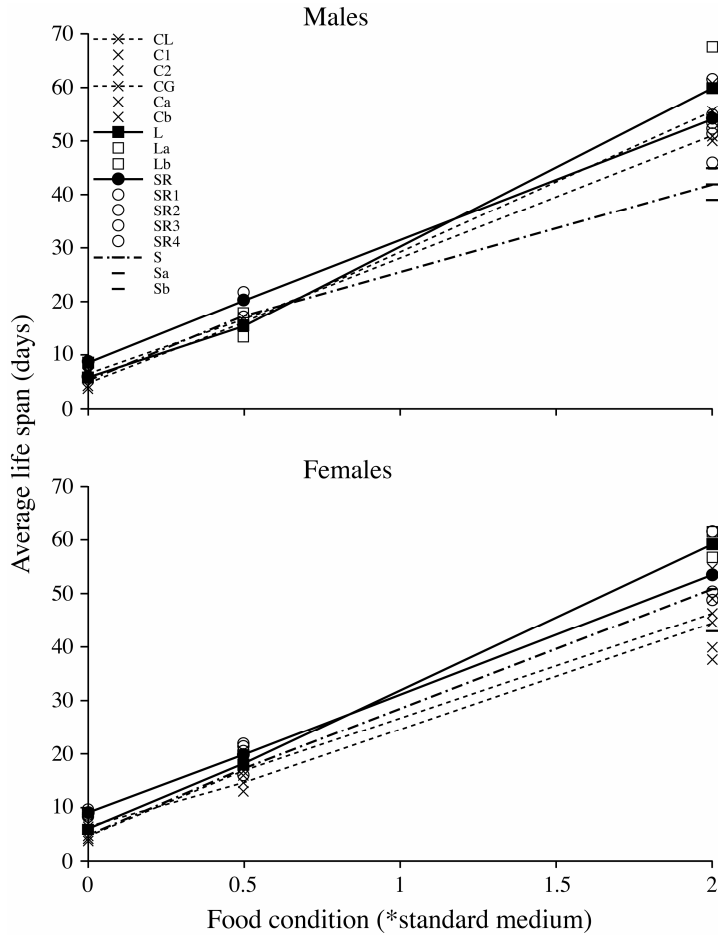 Males
70
60
50
40
30
20
10
0
CL
C1
C2
CG
Ca
Cb
L
La
Lb
SR
SR1
SR2
SR3
SR4
S
Sa
Sb
Average life span (days)
Females
70
60
50
40
30
20
10
0
0 0.5 1 1.5 2
Food condition (*standard medium)